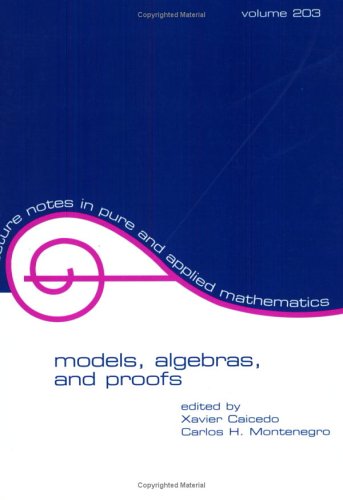 Copyrighted Material
volume 203
notes in pure and applied mathematics
models, algebras,
and proofs
edited by
Xavier Caicedo
Carlos H. Montenegro
Copyrighted Material